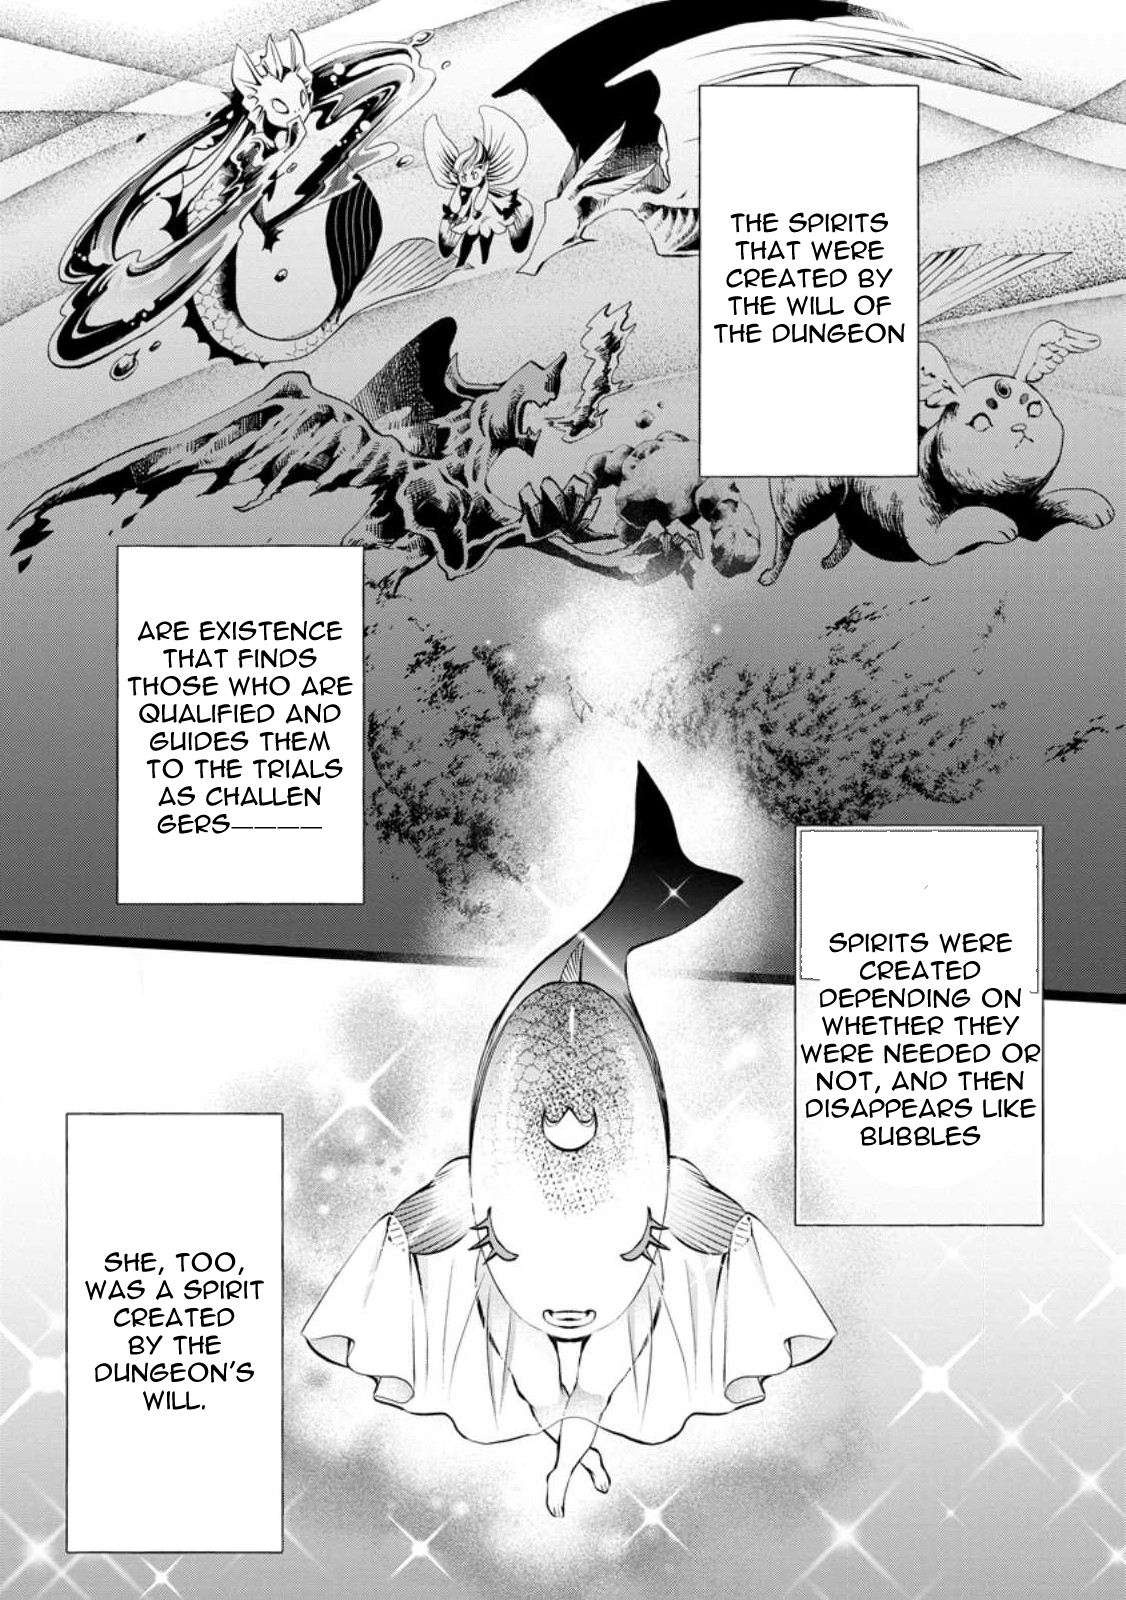 THE SPIRITS
THAT WERE
CREATED BY
THE WILL OF
THE DUNGEON
ARE EXISTENCE
THAT FINDS
THOSE WHO ARE
QUALIFIED AND
GUIDES THEM
TO THE TRIALS
AS CHALLEN
GERS————
SPIRITS WERE
CREATED
DEPENDING ON
WHETHER THEY
WERE NEEDED OR
NOT, AND THEN
DISAPPEARS LIKE
BUBBLES
SHE, TOO,
WAS A SPIRIT
CREATED
BY THE
DUNGEON'S
WILL.